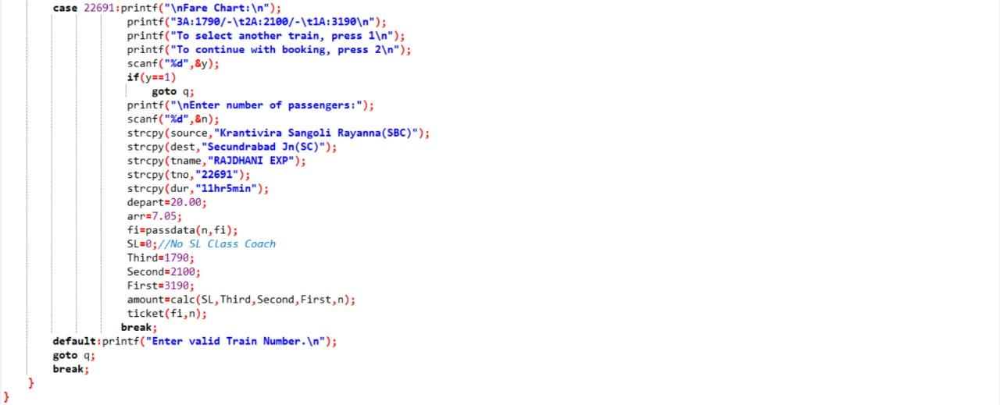 case 22691:printf("\nFare Chart:\n");
printf("3A:1790/-\t2A:2100/-\t1A:3190\n");
printf("To select another train, press 1\n");
printf("To continue with booking, press 2\n");
scanf("%d",&y);
if(y==1)
goto q;
printf("\nEnter number of passengers:");
scanf("%d",&n);
strcpy(source,"Krantivira Sangoli Rayanna(SBC)");
strcpy(dest,"Secundrabad Jn(SC)");
strcpy(tname,"RAJDHANI EXP");
strcpy(tno,"22691");
strcpy(dur,"11hr5min");
depart=20.00;
arr=7.05;
fi=passdata(n,fi);
SL=0;//No SL Class Coach
Third=1790;
Second=2100;
First=3190;
amount=calc(SL,Third,Second,First,n);
ticket(fi,n);
break;
default:printf("Enter valid Train Number.\n");
goto q;
break;
}
}